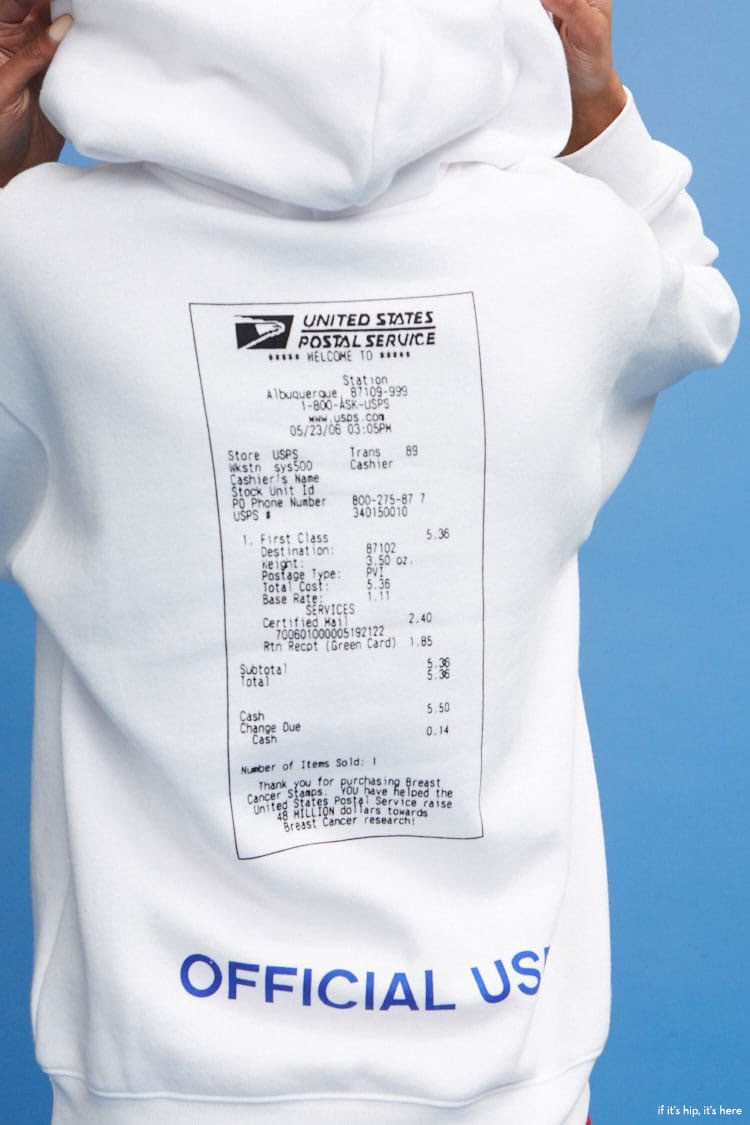 UNITED STATES
POSTAL SERVICE
***** WELCOME TO *****
Station
Albuquerque, 87109-999
1-800-ASK-USPS
www.usps.com
05/23/06 03:05PM
Store USPS Trans 89
Wkstn sys500 Cashier
Cashier's Name
Stock Unit Id
PO Phone Number 800-275-87 7
USPS # 340150010
1. First Class 5.36
Destination: 87102
Weight: 3.50 oz.
Postage Type: PVI
Total Cost: 5.36
Base Rate: 1.11
SERVICES
Certified Mail 2.40
700601000005192122
Rtn Recpt (Green Card) 1.85
Subtotal 5.36
Total 5.36
Cash 5.50
Change Due
Cash 0.14
Number of Items Sold: 1
Thank you for purchasing Breast
Cancer Stamps. YOU have helped the
United States Postal Service raise
48 MILLION dollars towards
Breast Cancer research!
OFFICIAL US
if it's hip, it's here